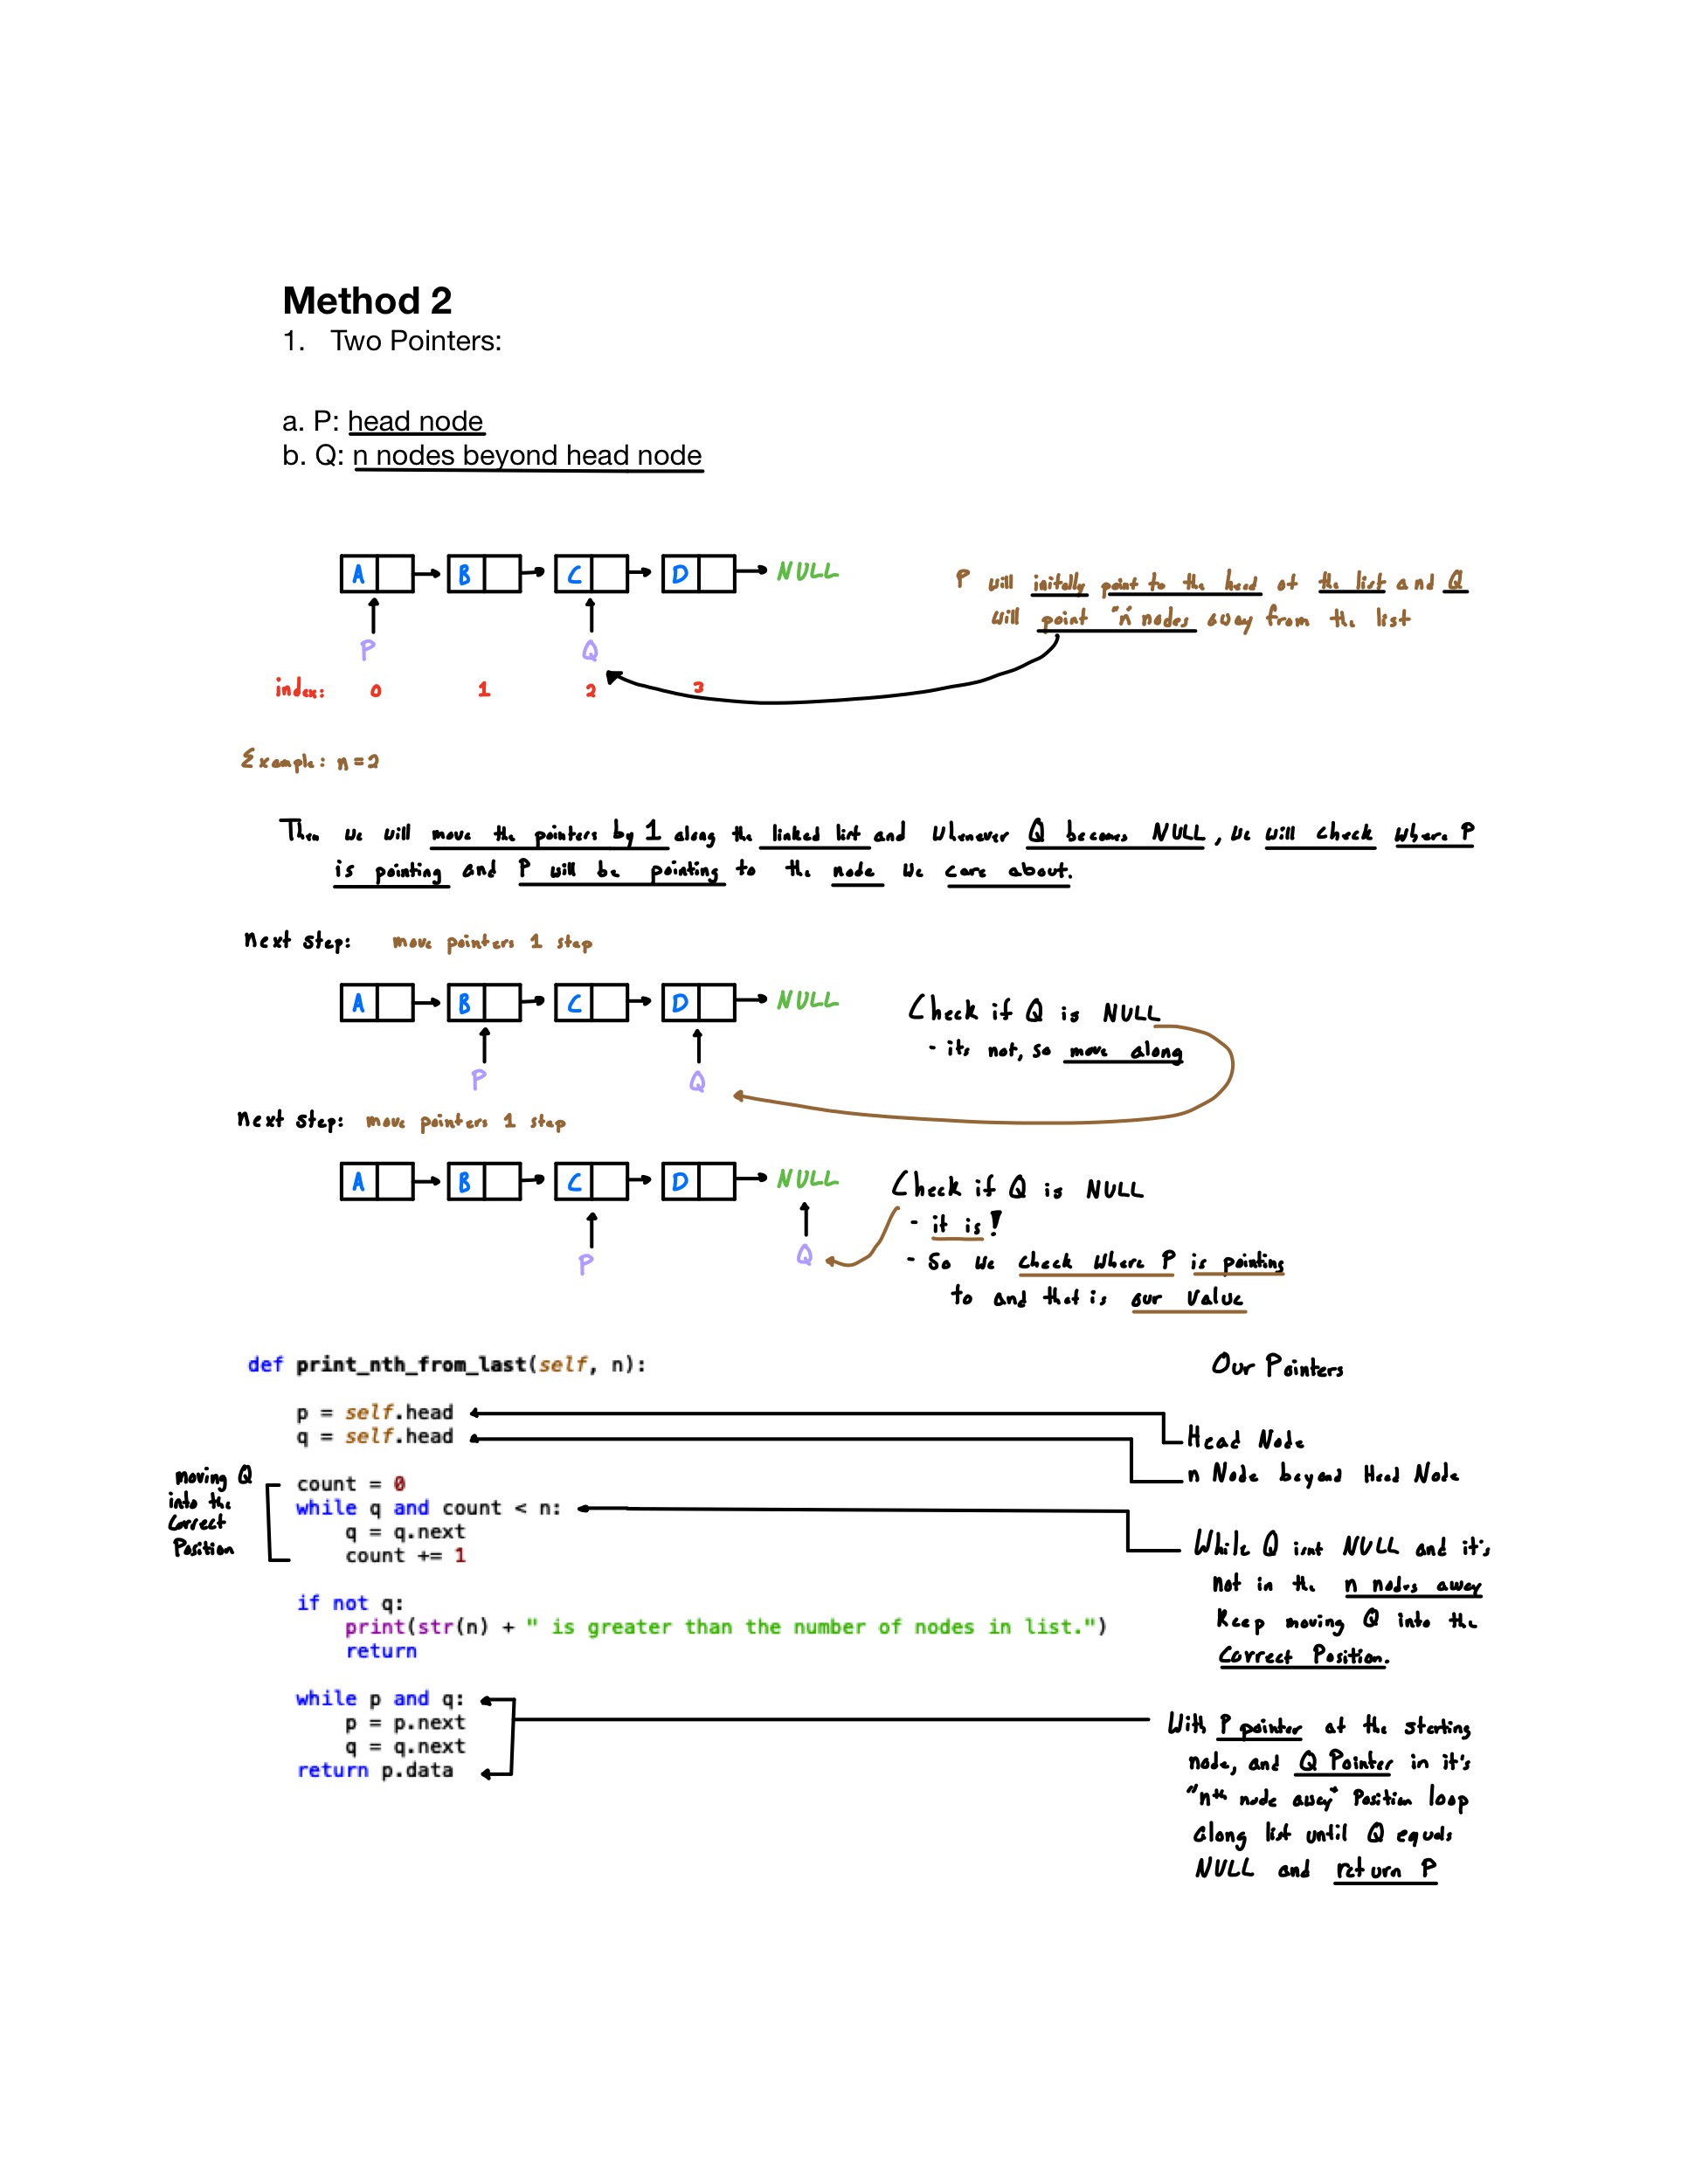 Method 2
1. Two Pointers:
a. P: head node
b. Q: n nodes beyond head node
A B C D NULL
P Q
index: 0 1 2 3
P will initally point to the head of the list and Q
will point "n" nodes away from the list
Example: n=2
Then we will move the pointers by 1 along the linked list and whenever Q becomes NULL, we will check where P
is pointing and P will be pointing to the node we care about.
next step: move pointers 1 step
A B C D NULL
P Q
Check if Q is NULL
- its not, so move along
next step: move pointers 1 step
A B C D NULL
P Q
Check if Q is NULL
- it is!
- So we check where P is pointing
to and that is our value
def print_nth_from_last(self, n):
p = self.head
q = self.head
count = 0
while q and count < n:
q = q.next
count += 1
if not q:
print(str(n) + " is greater than the number of nodes in list.")
return
while p and q:
p = p.next
q = q.next
return p.data
moving Q
into the
Correct
Position
Our Pointers
Head Node
n Node beyond Head Node
While Q isnt NULL and it's
not in the n nodes away
Keep moving Q into the
Correct Position.
With P pointer at the starting
node, and Q Pointer in it's
"nth node away" Position loop
along list until Q equals
NULL and return P